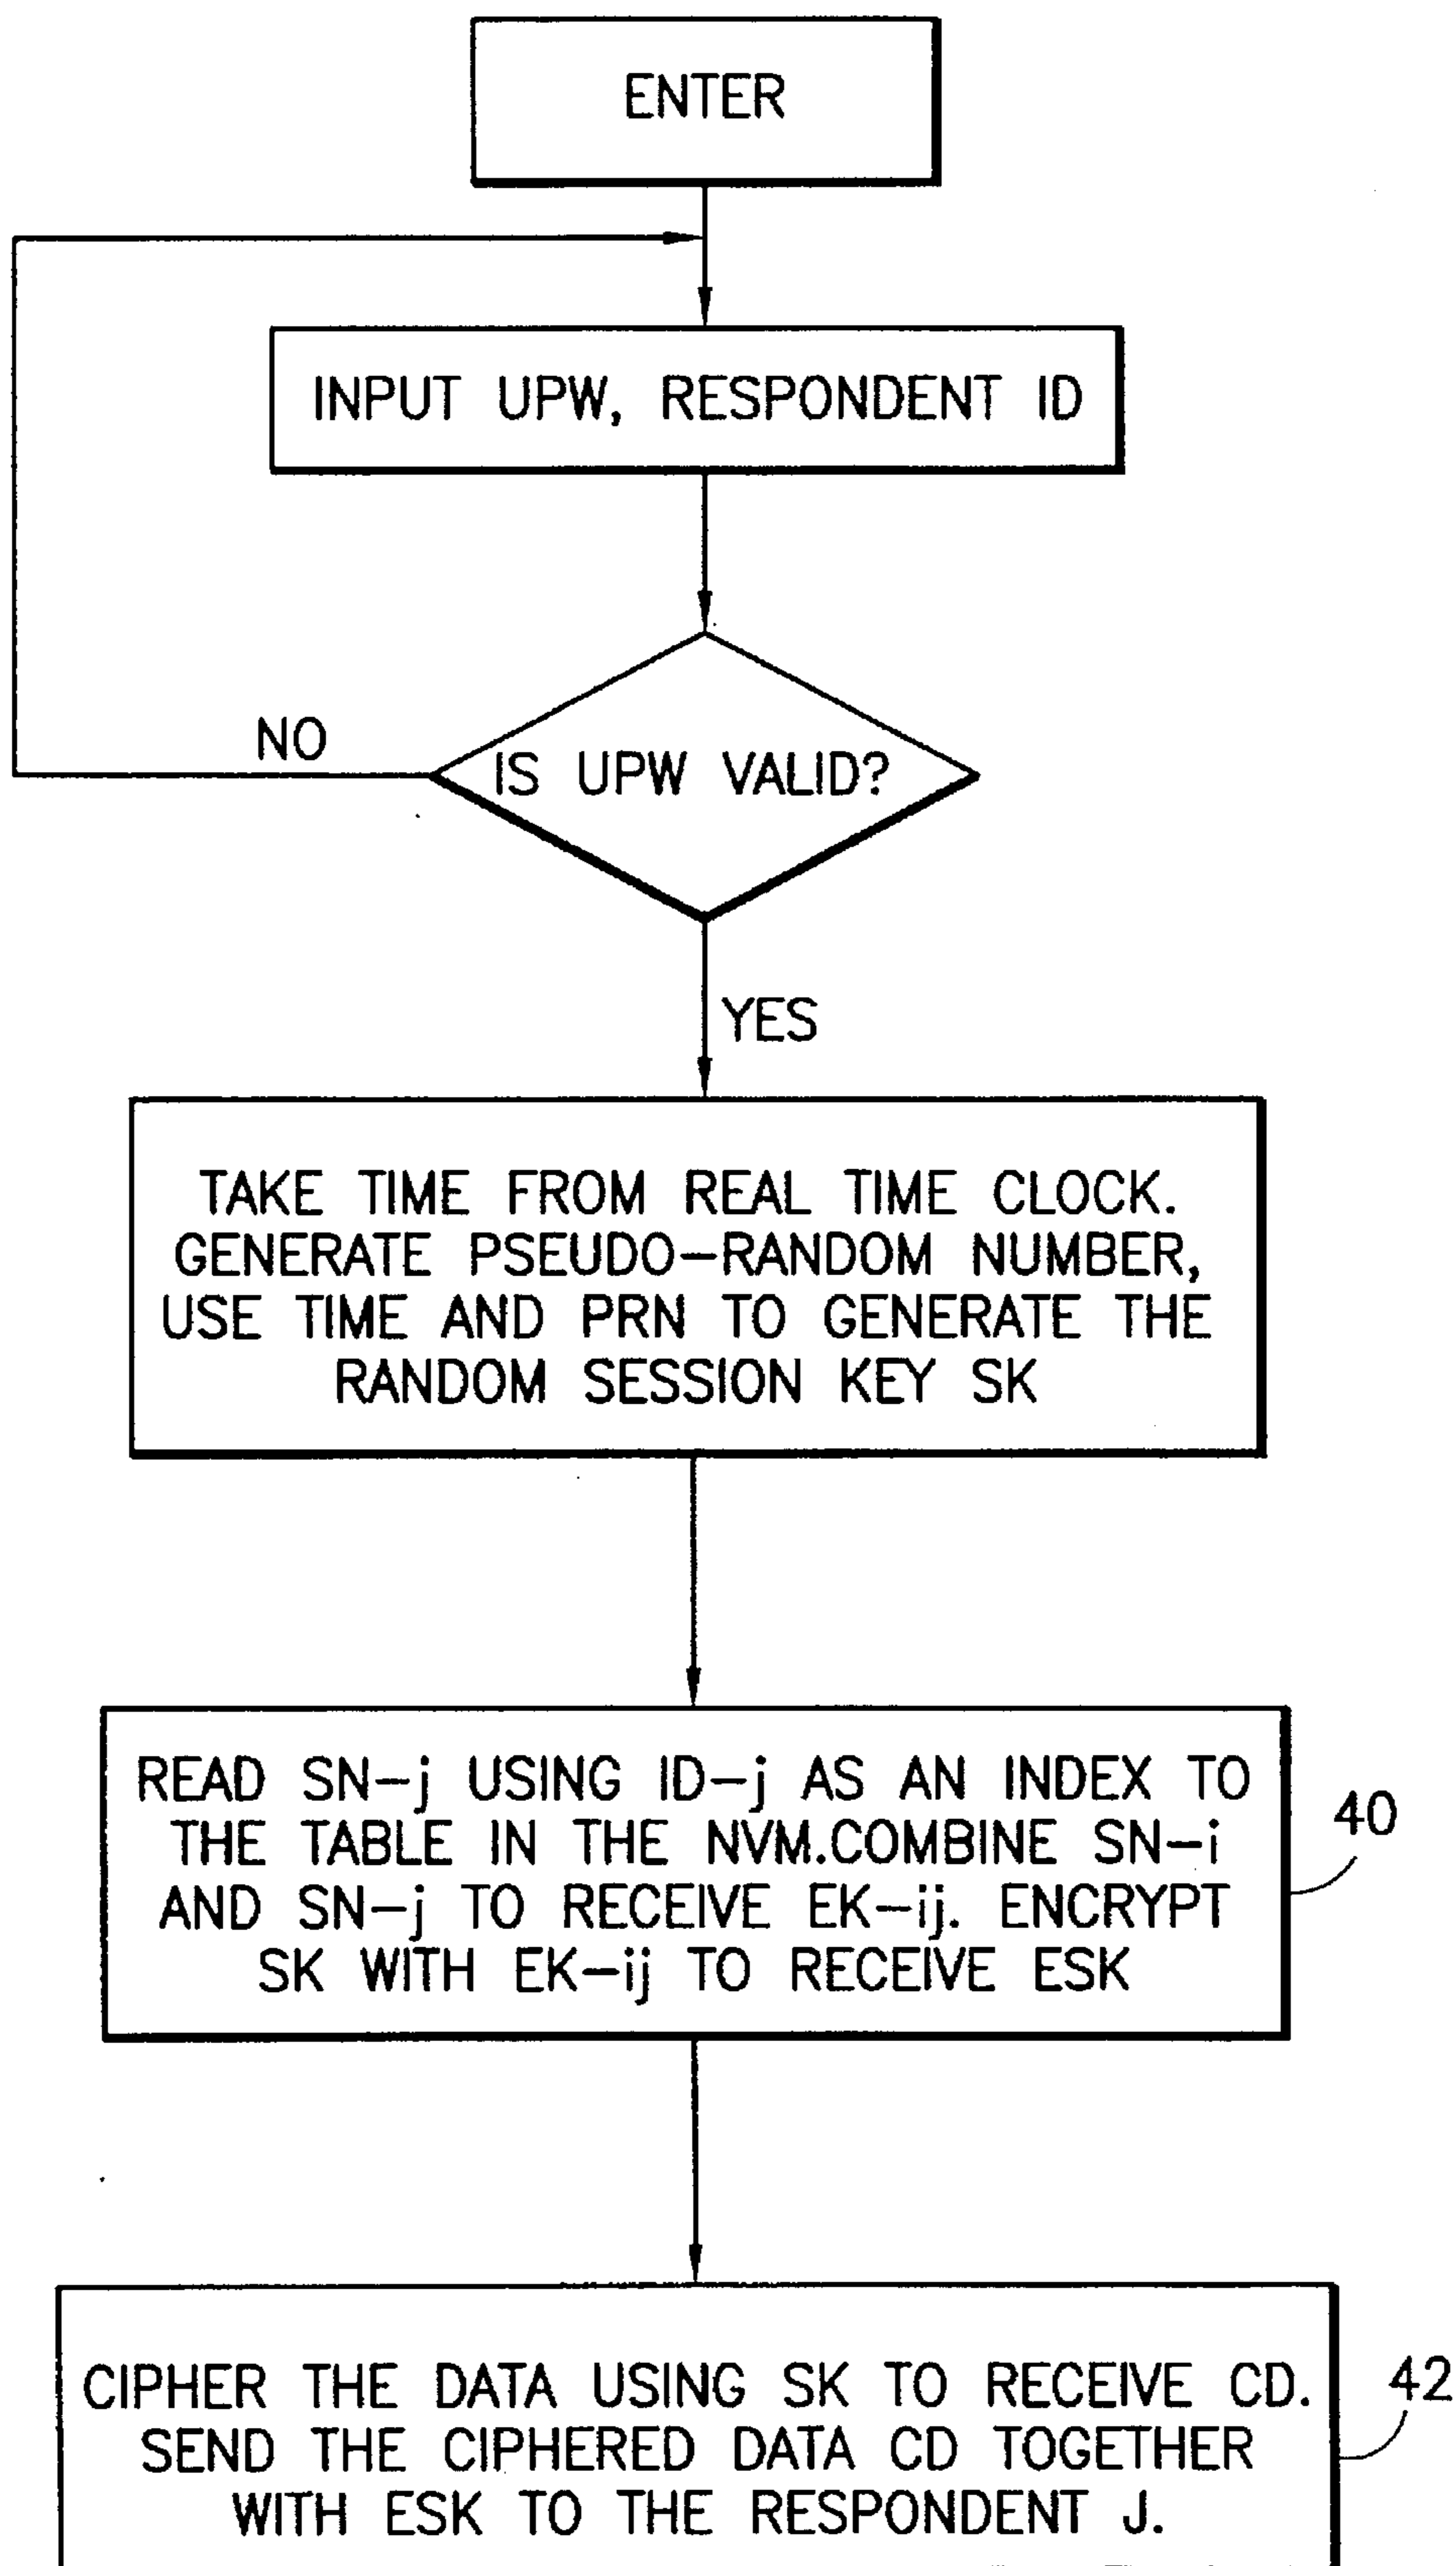 ENTER
INPUT UPW, RESPONDENT ID
NO
IS UPW VALID?
YES
TAKE TIME FROM REAL TIME CLOCK.
GENERATE PSEUDO-RANDOM NUMBER,
USE TIME AND PRN TO GENERATE THE
RANDOM SESSION KEY SK
READ SN-j USING ID-j AS AN INDEX TO
THE TABLE IN THE NVM.COMBINE SN-i
AND SN-j TO RECEIVE EK-ij. ENCRYPT
SK WITH EK-ij TO RECEIVE ESK
40
CIPHER THE DATA USING SK TO RECEIVE CD.
SEND THE CIPHERED DATA CD TOGETHER
WITH ESK TO THE RESPONDENT J.
42